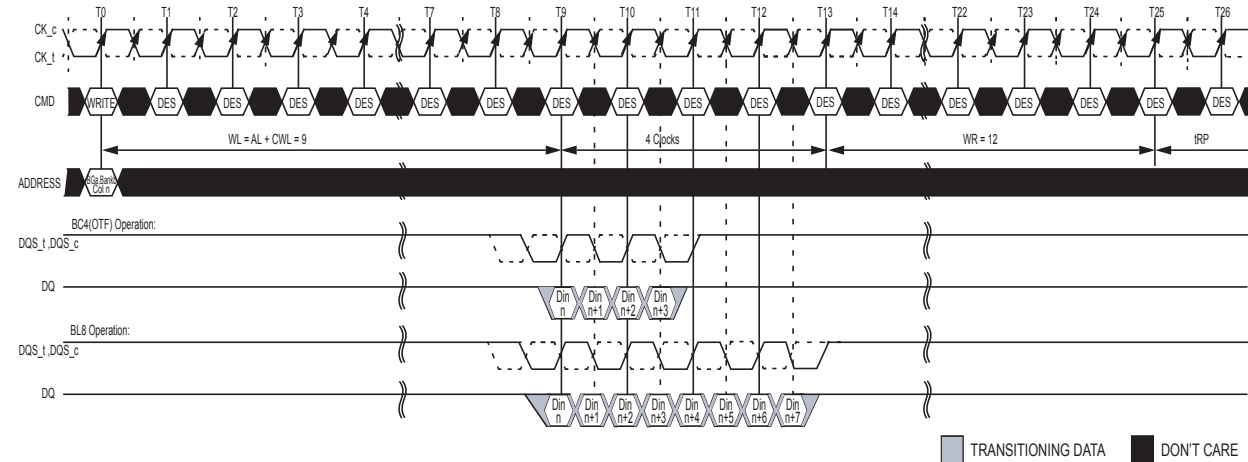 T0 T1 T2 T3 T4 T7 T8 T9 T10 T11 T12 T13 T14 T22 T23 T24 T25 T26
CK_c
CK_t
CMD WRITE DES DES DES DES DES DES DES DES DES DES DES DES DES DES DES DES DES
WL = AL + CWL = 9 4 Clocks WR = 12 tRP
ADDRESS BGa,Bankb
Col n
BC4(OTF) Operation:
DQS_t ,DQS_c
DQ Din Din Din Din
n n+1 n+2 n+3
BL8 Operation:
DQS_t ,DQS_c
DQ Din Din Din Din Din Din Din Din
n n+1 n+2 n+3 n+4 n+5 n+6 n+7
TRANSITIONING DATA DON'T CARE